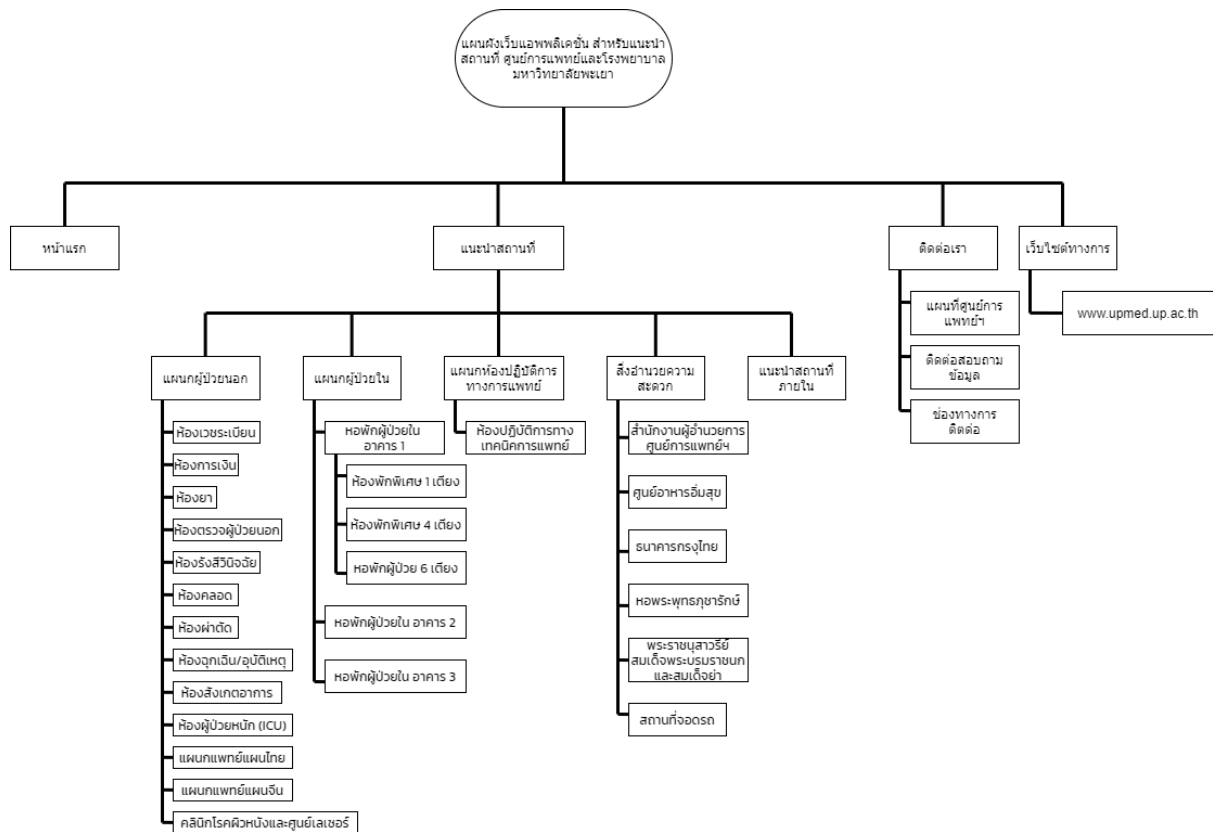 แผนผังเว็บแอพพลิเคชั่น สำหรับแนะนำ
สถานที่ ศูนย์การแพทย์และโรงพยาบาล
มหาวิทยาลัยพะเยา
หน้าแรก
แนะนำสถานที่
ติดต่อเรา
เว็บไซต์ทางการ
แผนที่ศูนย์การ
แพทย์ฯ
ติดต่อสอบถาม
ข้อมูล
ช่องทางการ
ติดต่อ
www.upmed.up.ac.th
แผนกผู้ป่วยนอก
ห้องเวชระเบียน
ห้องการเงิน
ห้องยา
ห้องตรวจผู้ป่วยนอก
ห้องรังสีวินิจฉัย
ห้องคลอด
ห้องผ่าตัด
ห้องฉุกเฉิน/อุบัติเหตุ
ห้องสังเกตอาการ
ห้องผู้ป่วยหนัก (ICU)
แผนกแพทย์แผนไทย
แผนกแพทย์แผนจีน
คลินิกโรคผิวหนังและศูนย์เลเซอร์
แผนกผู้ป่วยใน
หอพักผู้ป่วยใน
อาคาร 1
ห้องพักพิเศษ 1 เตียง
ห้องพักพิเศษ 4 เตียง
หอพักผู้ป่วย 6 เตียง
หอพักผู้ป่วยใน อาคาร 2
หอพักผู้ป่วยใน อาคาร 3
แผนกห้องปฏิบัติการ
ทางการแพทย์
ห้องปฏิบัติการทาง
เทคนิคการแพทย์
สิ่งอำนวยความ
สะดวก
สำนักงานผู้อำนวยการ
ศูนย์การแพทย์ฯ
ศูนย์อาหารอิ่มสุข
ธนาคารกรุงไทย
หอพระพุทธภุชารักษ์
พระราชนุสาวรีย์
สมเด็จพระบรมราชนก
และสมเด็จย่า
สถานที่จอดรถ
แนะนำสถานที่
ภายใน